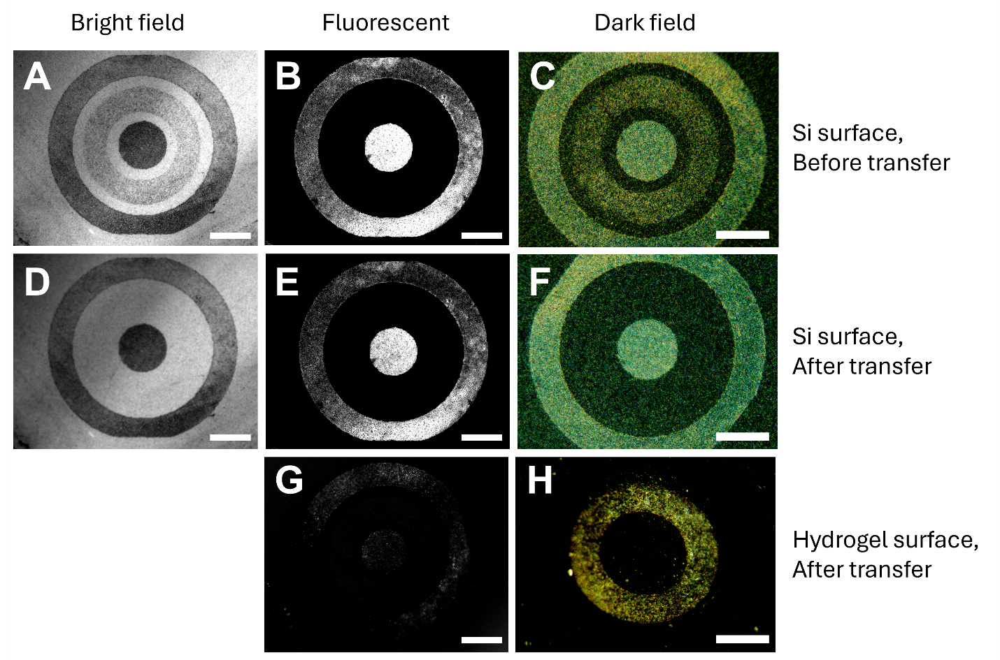 Bright field
Fluorescent
Dark field
A
B
C
Si surface,
Before transfer
D
E
F
Si surface,
After transfer
G
H
Hydrogel surface,
After transfer